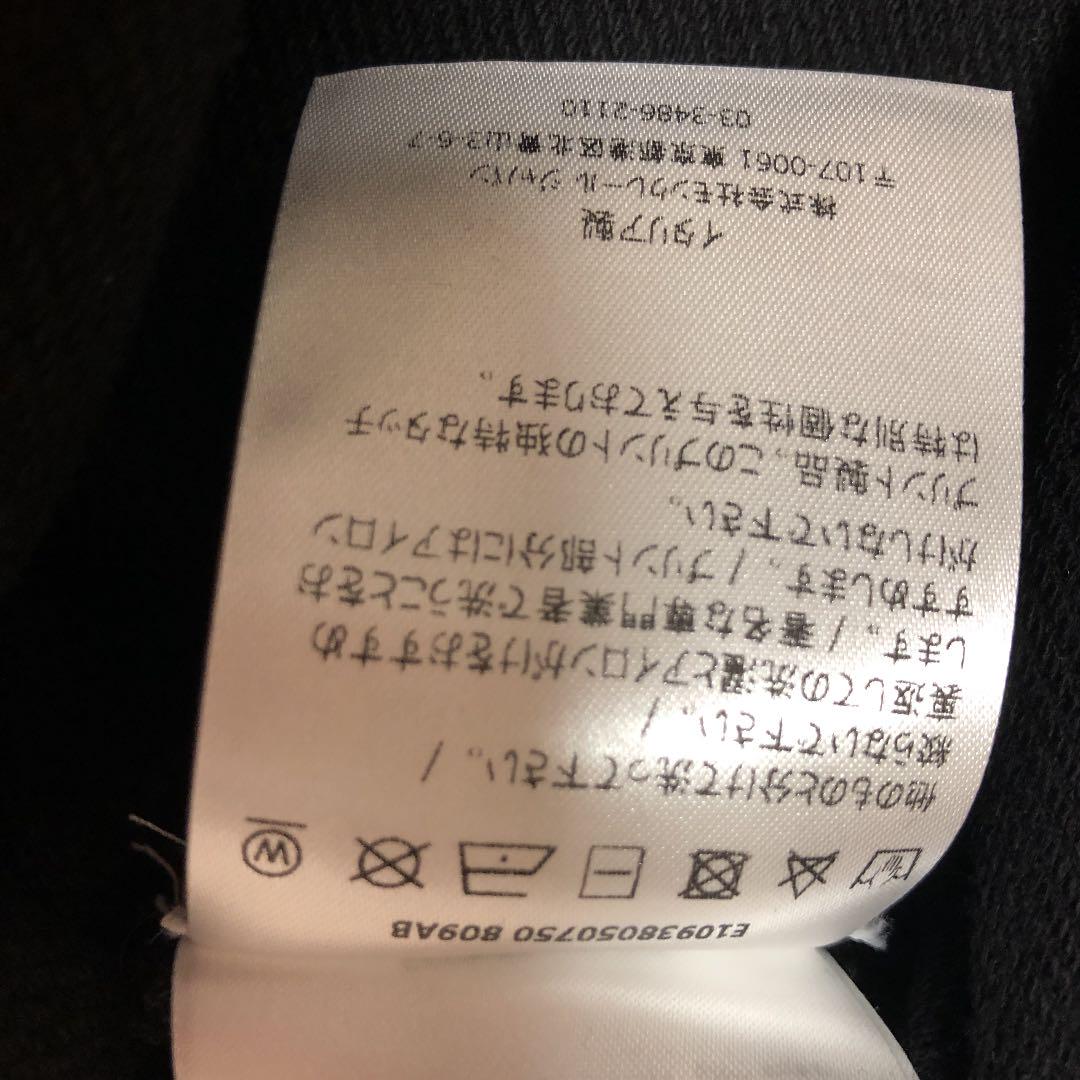 E10938050750 809AB
W
他のものと分けて洗って下さい。 /
絞らないで下さい。 /
裏返しての洗濯とアイロンがけをおすすめ
します。 / 著名な専門業者で洗うことをお
すすめします。 / プリント部分にはアイロン
がけしないで下さい。
プリント製品。このプリントの独特なタッチ
は特別な個性を与えております。
イタリア製
株式会社モンクレール ジャパン
〒107-0061 東京都港区北青山3-6-7
03-3486-2110